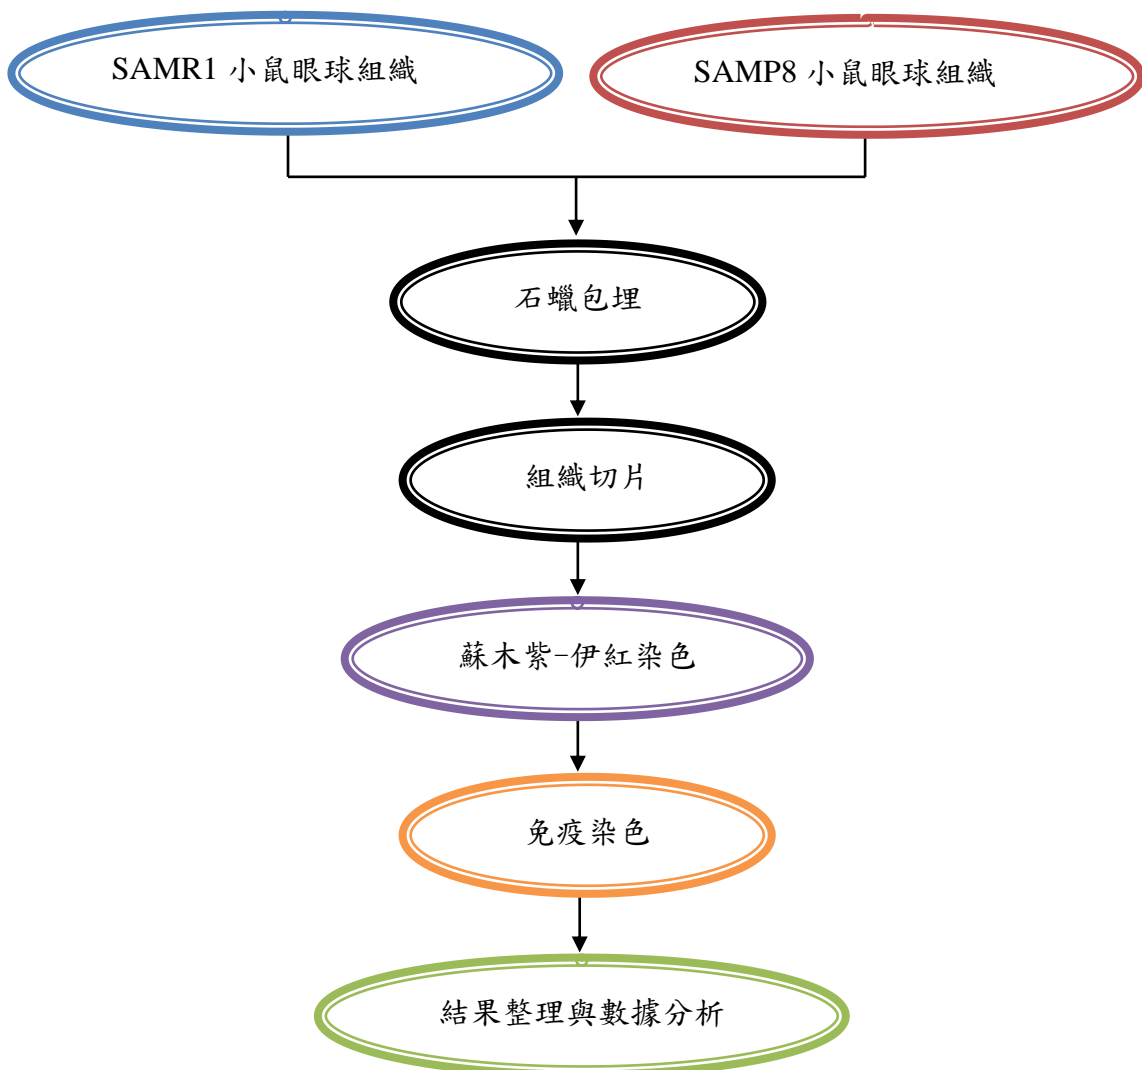 SAMR1 小鼠眼球組織
SAMP8 小鼠眼球組織
石蠟包埋
組織切片
蘇木紫-伊紅染色
免疫染色
結果整理與數據分析